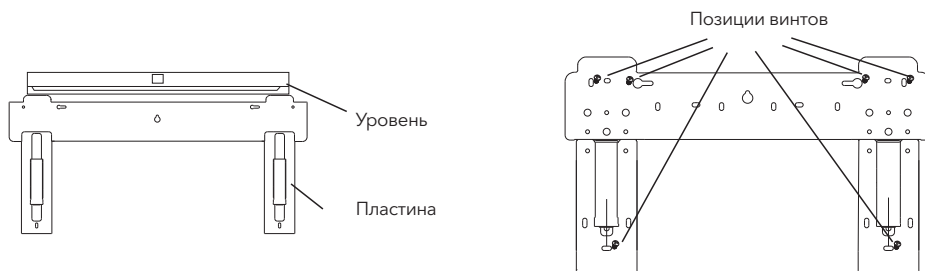 Позиции винтов
Уровень
Пластина